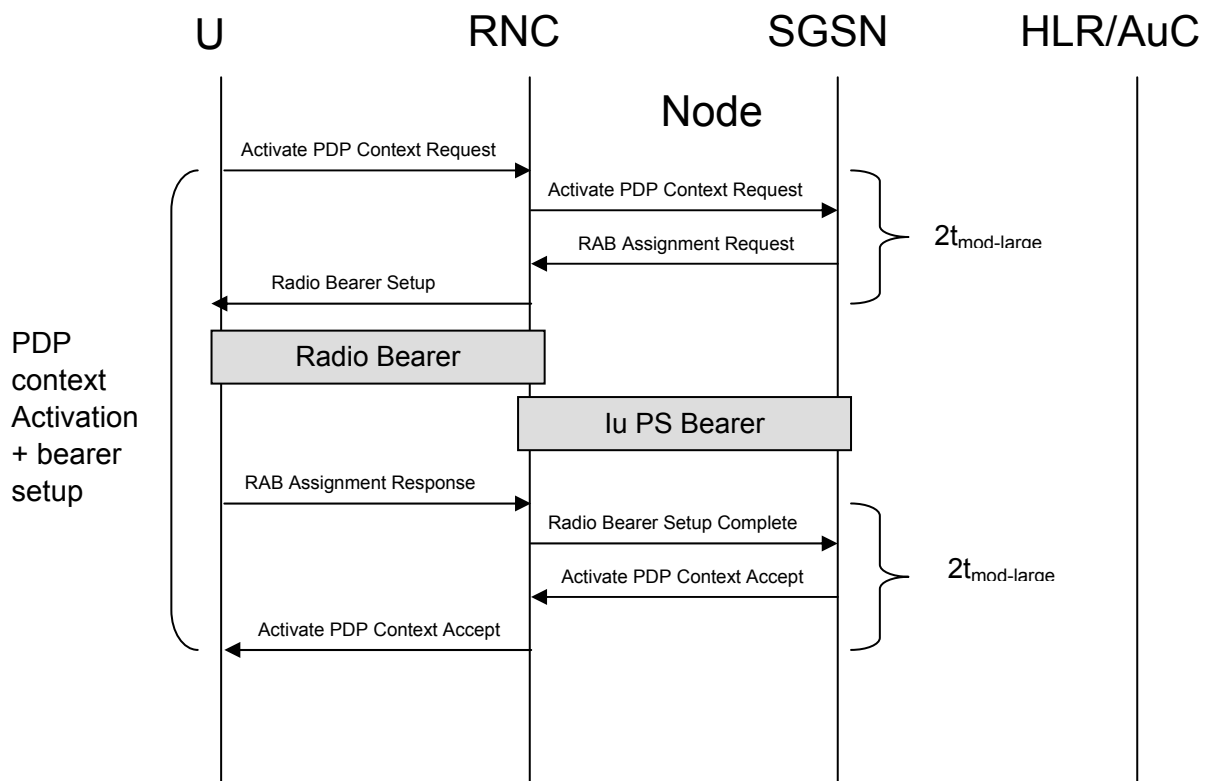 U RNC SGSN HLR/AuC
Node
Activate PDP Context Request
Activate PDP Context Request
2tmod-large
RAB Assignment Request
Radio Bearer Setup
PDP
context
Activation
+ bearer
setup
Radio Bearer
Iu PS Bearer
RAB Assignment Response
Radio Bearer Setup Complete
2tmod-large
Activate PDP Context Accept
Activate PDP Context Accept